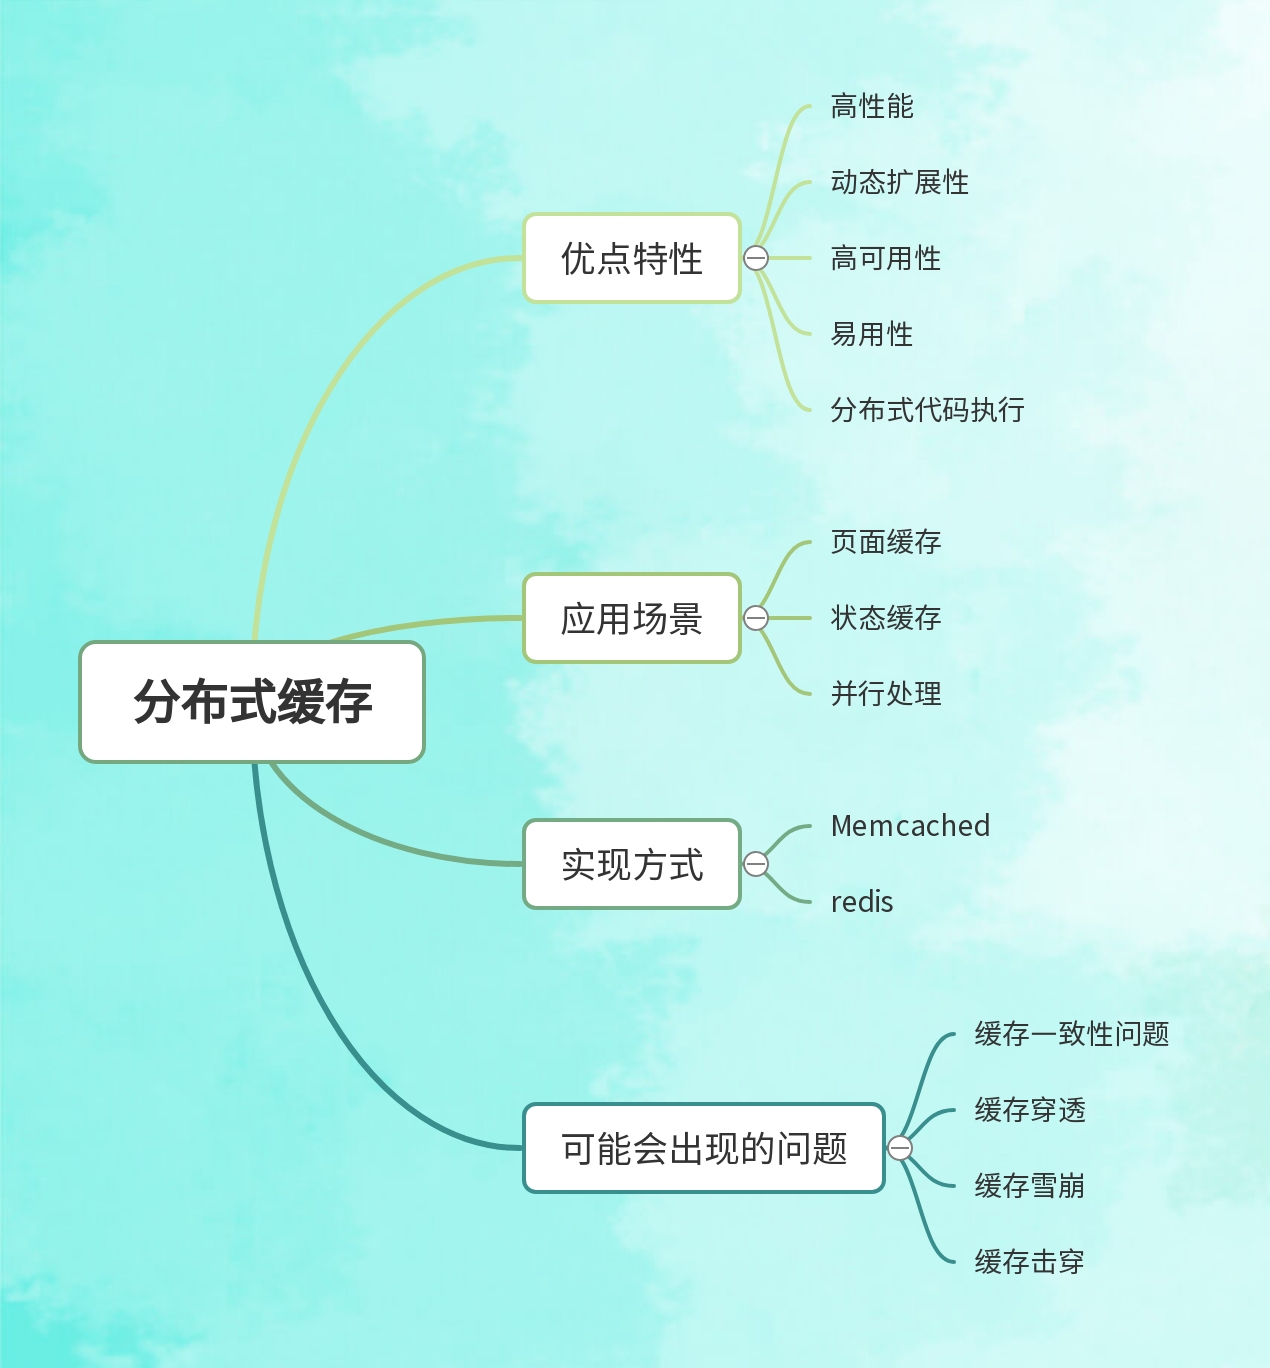 分布式缓存
优点特性
高性能
动态扩展性
高可用性
易用性
分布式代码执行
应用场景
页面缓存
状态缓存
并行处理
实现方式
Memcached
redis
可能会出现的问题
缓存一致性问题
缓存穿透
缓存雪崩
缓存击穿